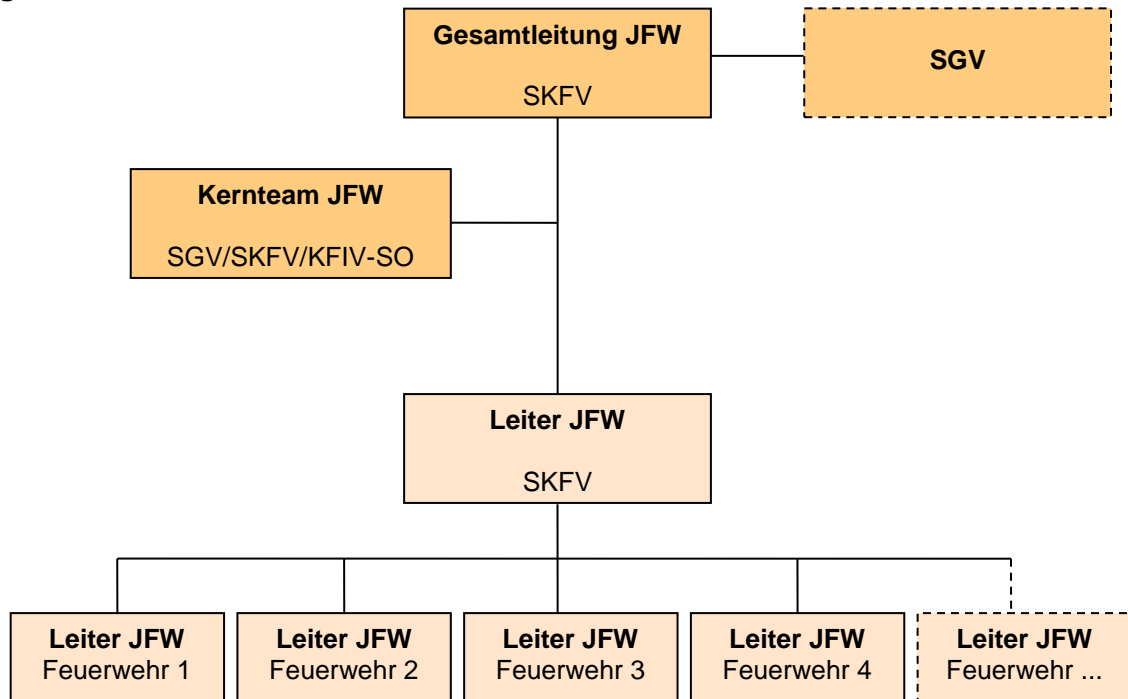 Gesamtleitung JFW
SKFV
SGV
Kernteam JFW
SGV/SKFV/KFIV-SO
Leiter JFW
SKFV
Leiter JFW
Feuerwehr 1
Leiter JFW
Feuerwehr 2
Leiter JFW
Feuerwehr 3
Leiter JFW
Feuerwehr 4
Leiter JFW
Feuerwehr ...